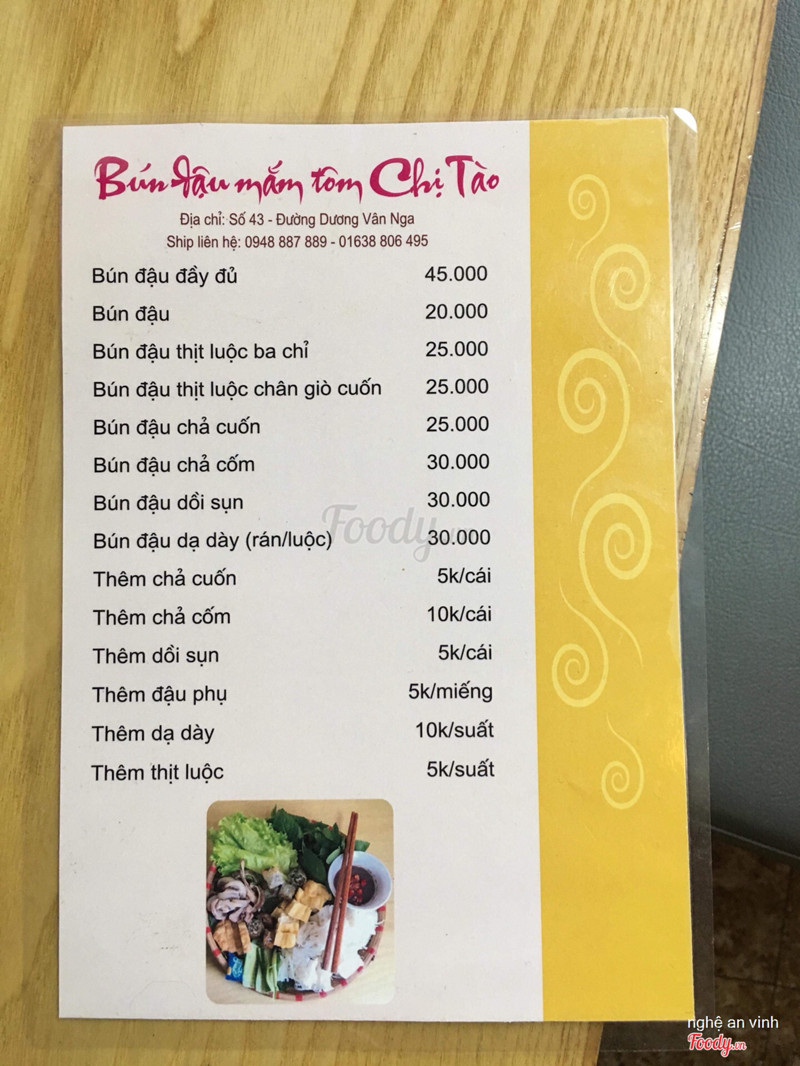 Bún đậu mắm tôm Chị Tào
Địa chỉ: Số 43 - Đường Dương Vân Nga
Ship liên hệ: 0948 887 889 - 01638 806 495
Bún đậu đầy đủ 45.000
Bún đậu 20.000
Bún đậu thịt luộc ba chỉ 25.000
Bún đậu thịt luộc chân giò cuốn 25.000
Bún đậu chả cuốn 25.000
Bún đậu chả cốm 30.000
Bún đậu dồi sụn 30.000
Bún đậu dạ dày (rán/luộc) 30.000
Foody.vn
Thêm chả cuốn 5k/cái
Thêm chả cốm 10k/cái
Thêm dồi sụn 5k/cái
Thêm đậu phụ 5k/miếng
Thêm dạ dày 10k/suất
Thêm thịt luộc 5k/suất
nghệ an vinh
Foody.vn